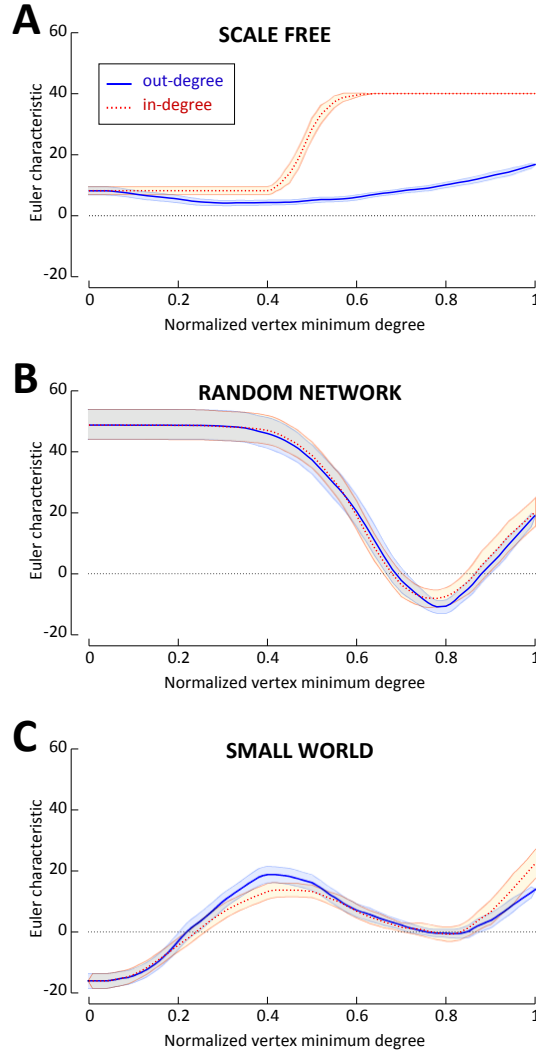 A
SCALE FREE
60
40
20
0
-20
Euler characteristic
out-degree
in-degree
0 0.2 0.4 0.6 0.8 1
Normalized vertex minimum degree
B
RANDOM NETWORK
60
40
20
0
-20
Euler characteristic
0 0.2 0.4 0.6 0.8 1
Normalized vertex minimum degree
C
SMALL WORLD
60
40
20
0
-20
Euler characteristic
0 0.2 0.4 0.6 0.8 1
Normalized vertex minimum degree